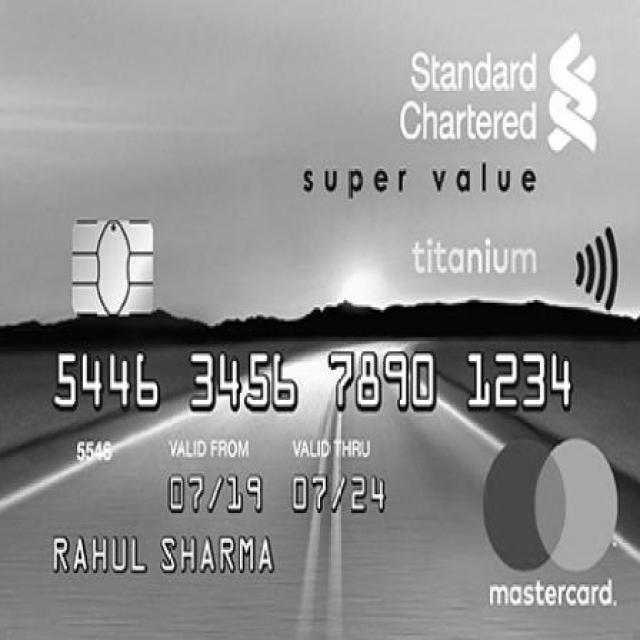 Standard
Chartered
super value
titanium
5446 3456 7890 1234
5546 VALID FROM VALID THRU
07/19 07/24
RAHUL SHARMA
mastercard.